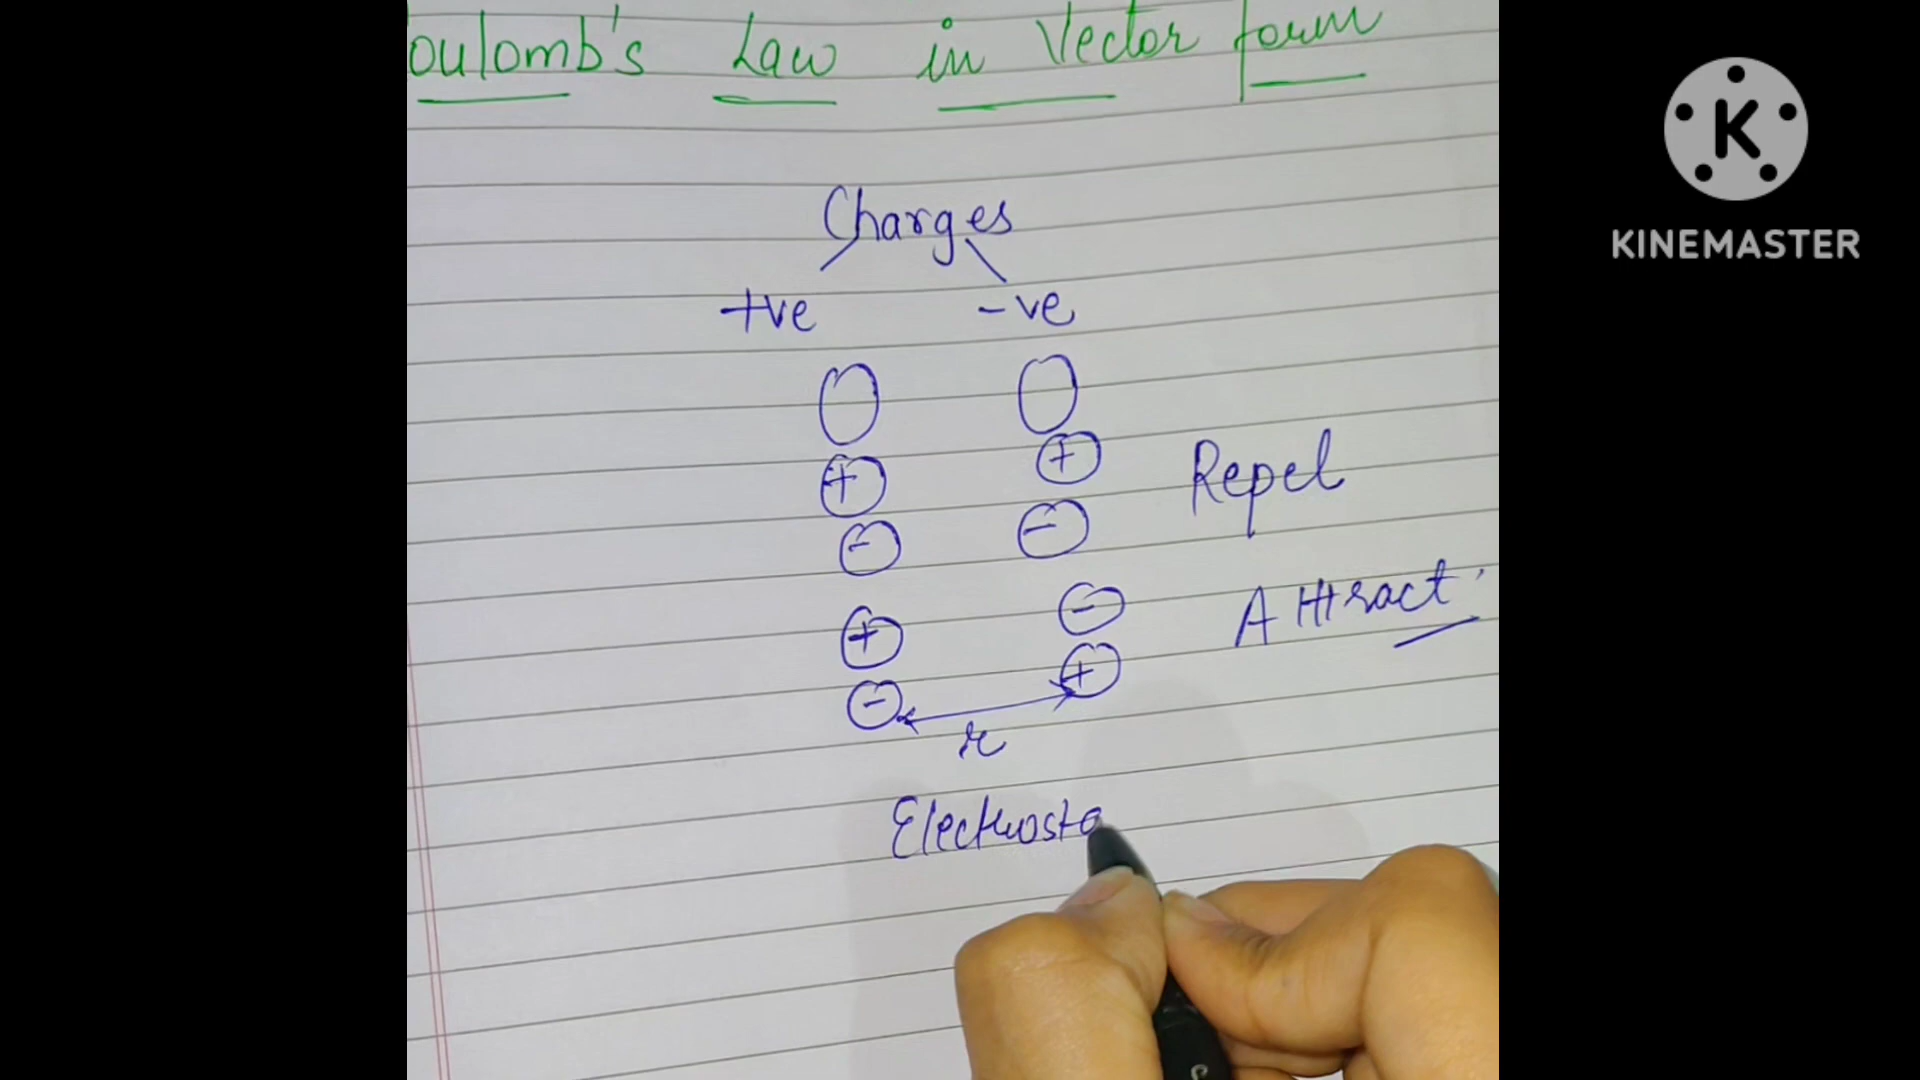 oulomb's Law in Vector form
KINEMASTER
Charges
+ve -ve
+ + Repel
- -
+ - Attract
- +
r
Electrosta